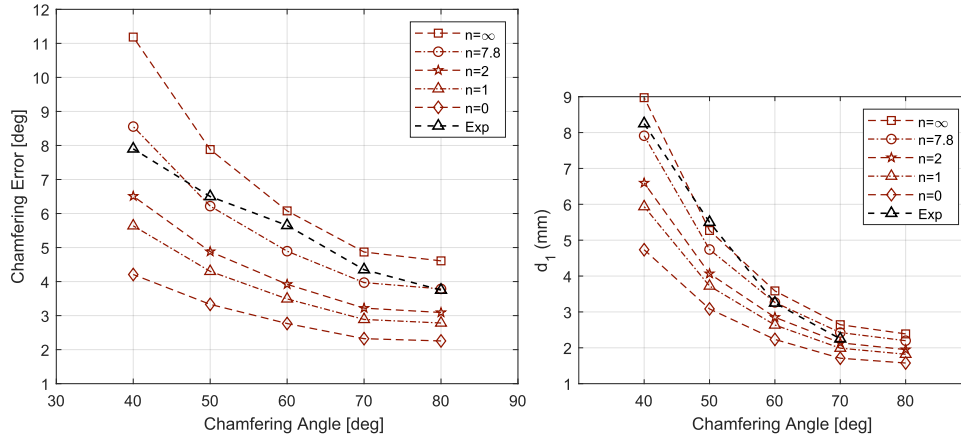 12
11
10
9
8
7
6
5
4
3
2
1
Chamfering Error [deg]
30 40 50 60 70 80 90
Chamfering Angle [deg]
n=∞
n=7.8
n=2
n=1
n=0
Exp
9
8
7
6
5
4
3
2
1
d1 (mm)
40 50 60 70 80
Chamfering Angle [deg]
n=∞
n=7.8
n=2
n=1
n=0
Exp